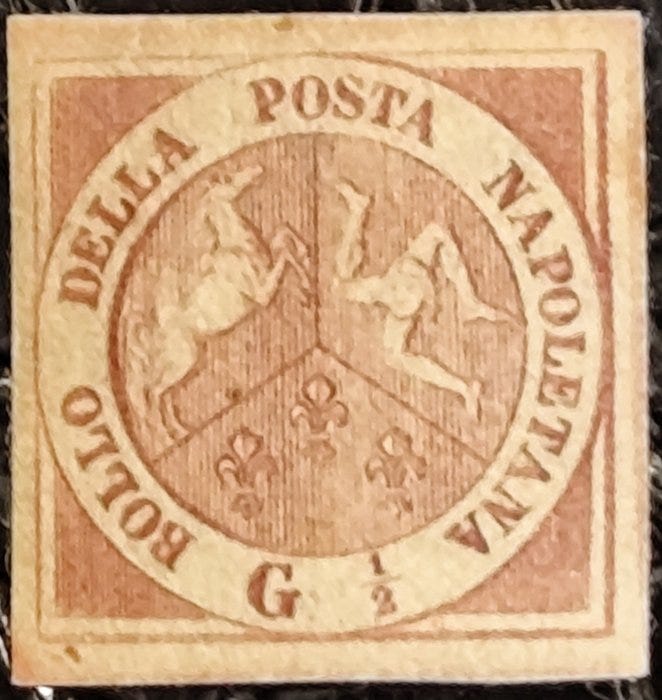 BOLLO DELLA POSTA NAPOLETANA
G 1/2